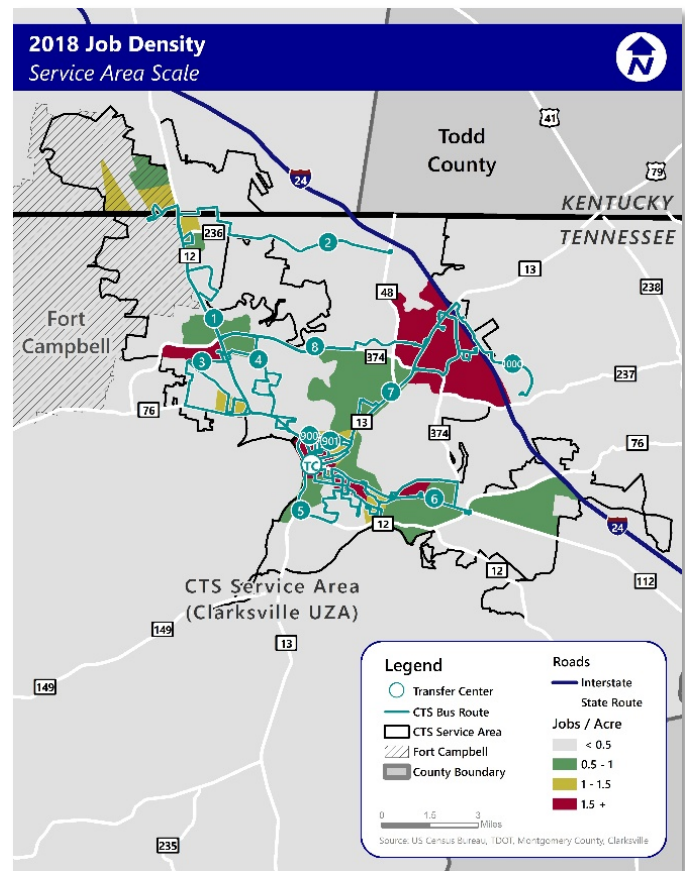 2018 Job Density
Service Area Scale
N
41
Todd
County
79
24
KENTUCKY
TENNESSEE
236
2
12
13
48
238
Fort
Campbell
1
8
374
3
4
1000
237
7
76
13
374
900
901
76
TC
6
5
12
24
12
CTS Service Area
(Clarksville UZA)
112
149
13
149
235
Legend
Transfer Center
CTS Bus Route
CTS Service Area
Fort Campbell
County Boundary
0 1.6 3
Miles
Roads
Interstate
State Route
Jobs / Acre
< 0.5
0.5 - 1
1 - 1.5
1.5 +
Source: US Census Bureau, TDOT, Montgomery County, Clarksville